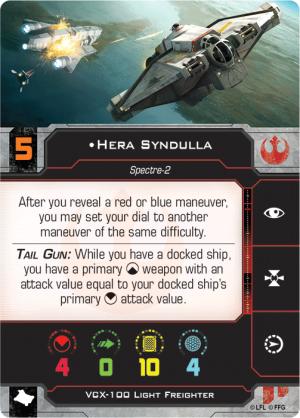 5
•Hera Syndulla
Spectre-2
After you reveal a red or blue maneuver,
you may set your dial to another
maneuver of the same difficulty.
Tail Gun: While you have a docked ship,
you have a primary weapon with an
attack value equal to your docked ship's
primary attack value.
4 0 10 4
VCX-100 Light Freighter
©LFL ©FFG